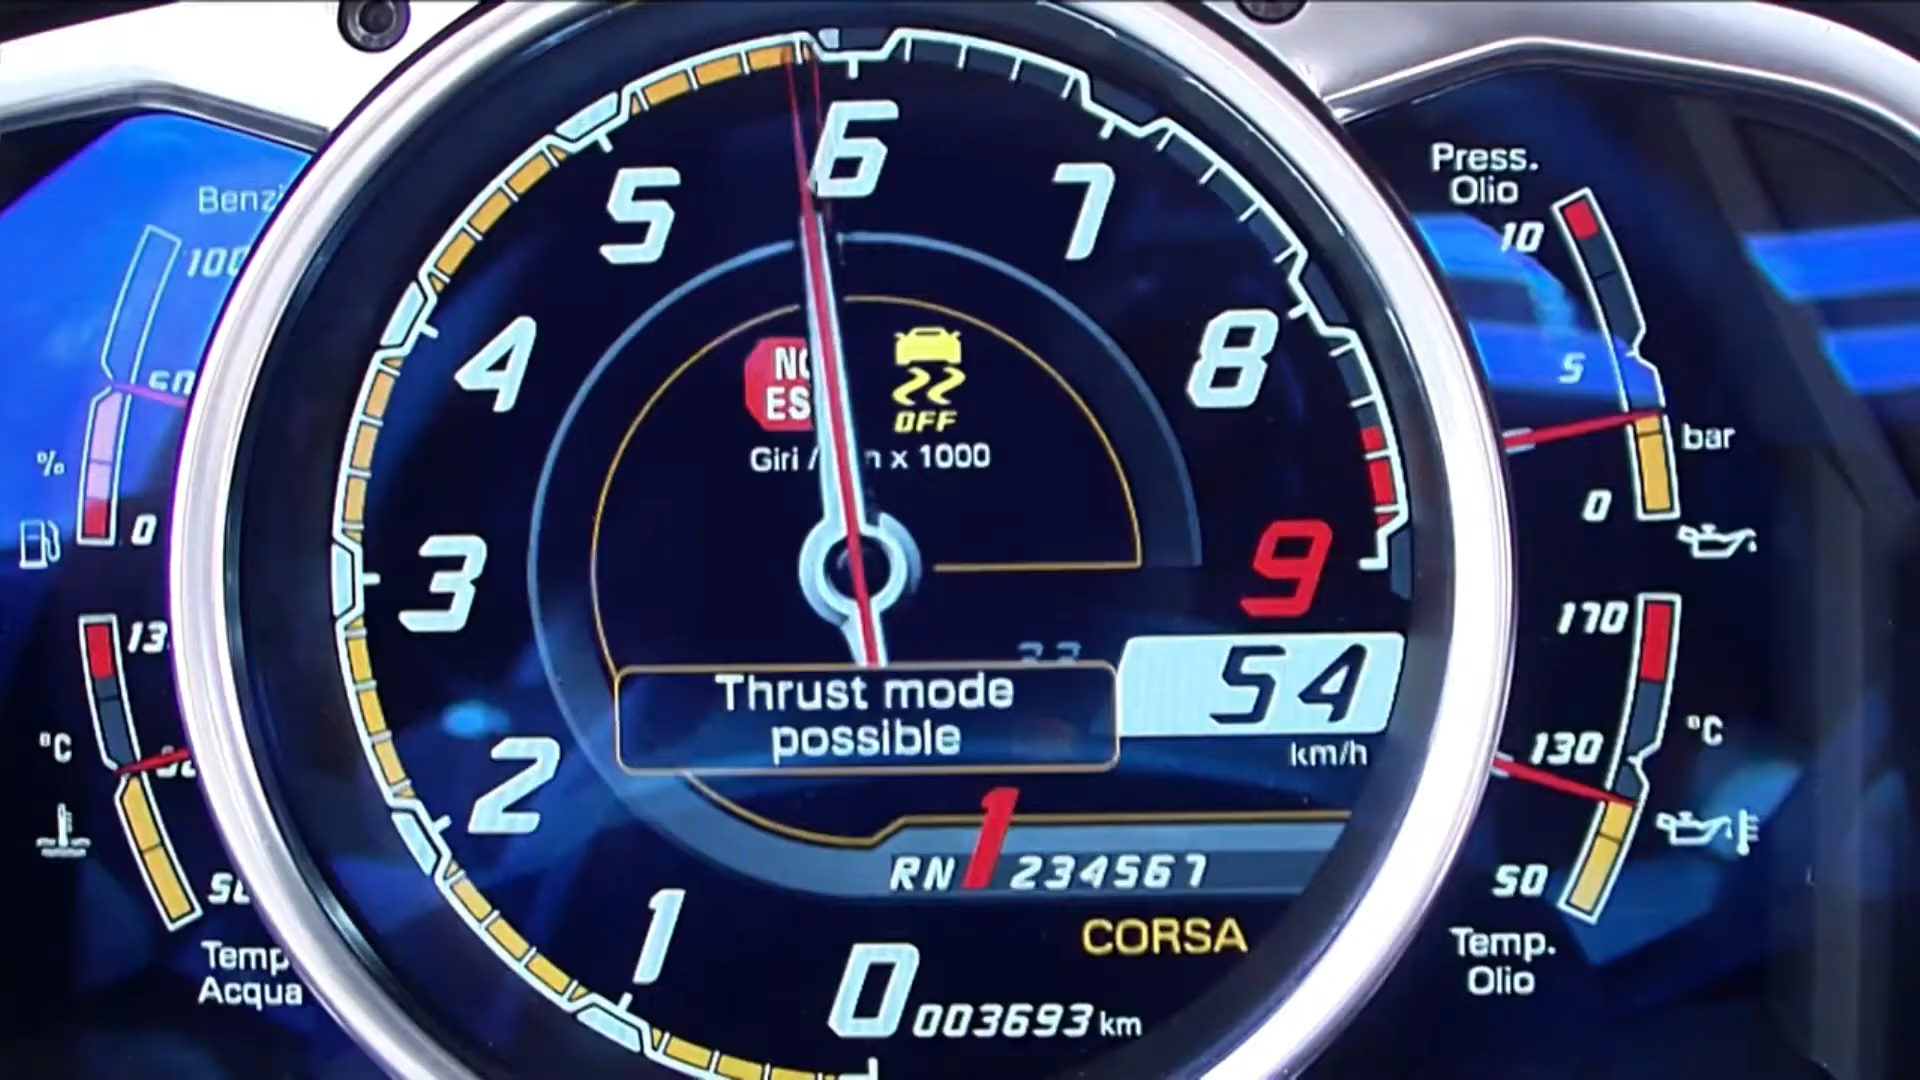 Benzi
100
%
0
°C
Temp
Acqua
5
6
7
4
8
3
9
2
1
0
NO
ES
OFF
Giri / n x 1000
Thrust mode
possible
54
km/h
RN 1 234567
CORSA
003693 km
Press.
Olio
10
5
bar
0
170
°C
130
50
Temp.
Olio